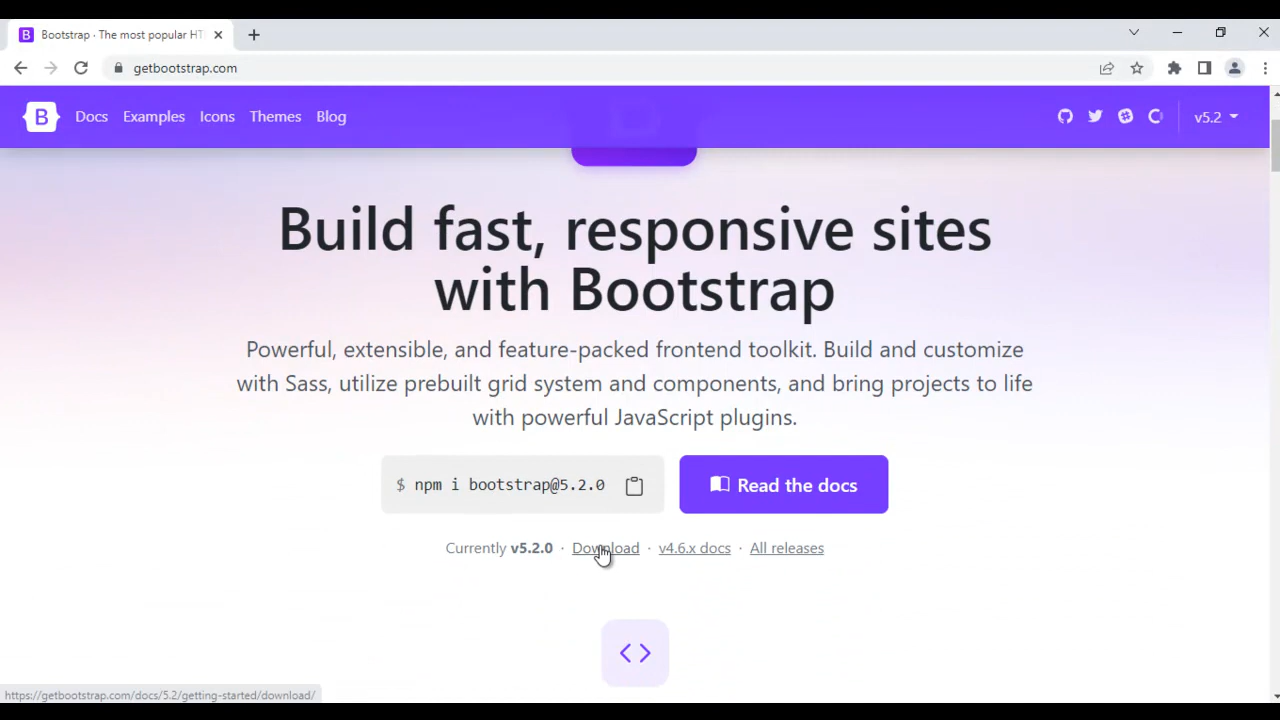 Bootstrap · The most popular HT
getbootstrap.com
B Docs Examples Icons Themes Blog v5.2
Build fast, responsive sites
with Bootstrap
Powerful, extensible, and feature-packed frontend toolkit. Build and customize
with Sass, utilize prebuilt grid system and components, and bring projects to life
with powerful JavaScript plugins.
$ npm i bootstrap@5.2.0 Read the docs
Currently v5.2.0 · Download · v4.6.x docs · All releases
https://getbootstrap.com/docs/5.2/getting-started/download/